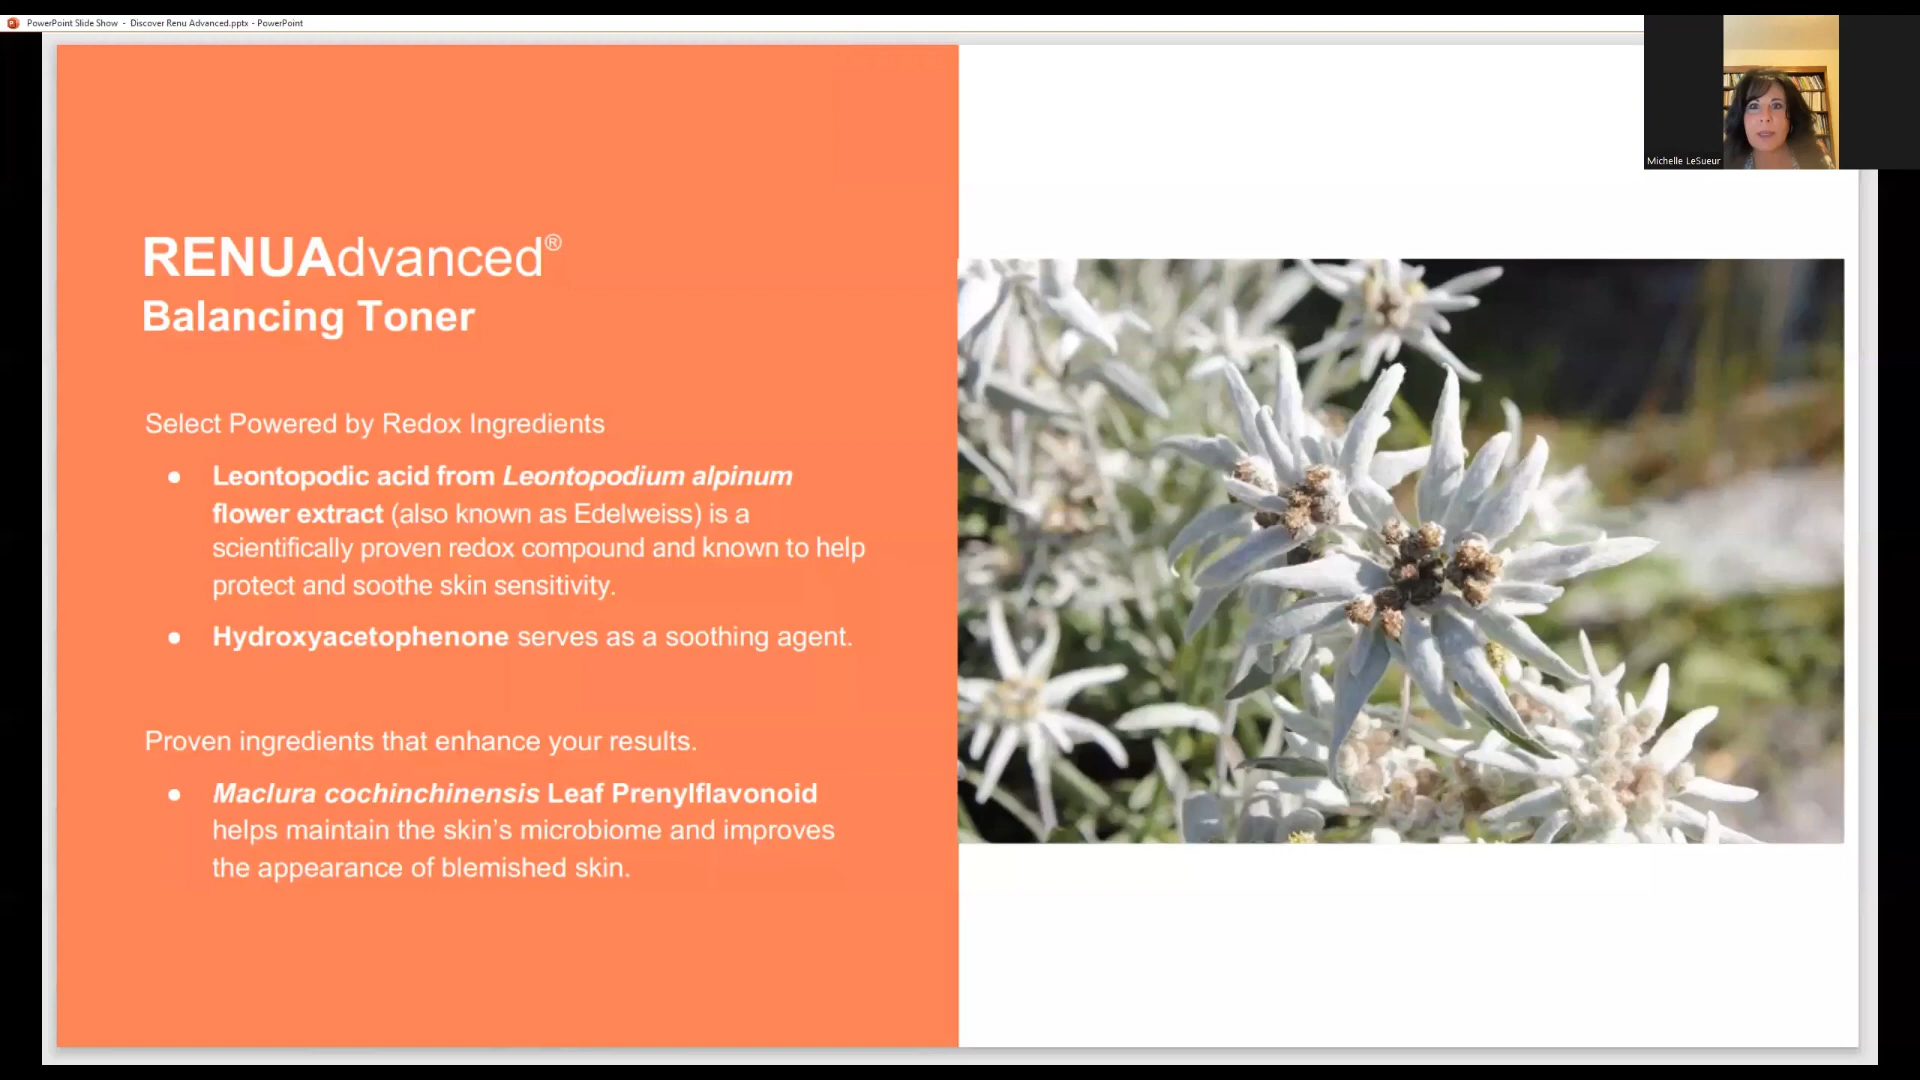 PowerPoint Slide Show - Discover Renu Advanced.pptx - PowerPoint
Michelle LeSueur
RENUAdvanced®
Balancing Toner
Select Powered by Redox Ingredients
● Leontopodic acid from Leontopodium alpinum
flower extract (also known as Edelweiss) is a
scientifically proven redox compound and known to help
protect and soothe skin sensitivity.
● Hydroxyacetophenone serves as a soothing agent.
Proven ingredients that enhance your results.
● Maclura cochinchinensis Leaf Prenylflavonoid
helps maintain the skin’s microbiome and improves
the appearance of blemished skin.